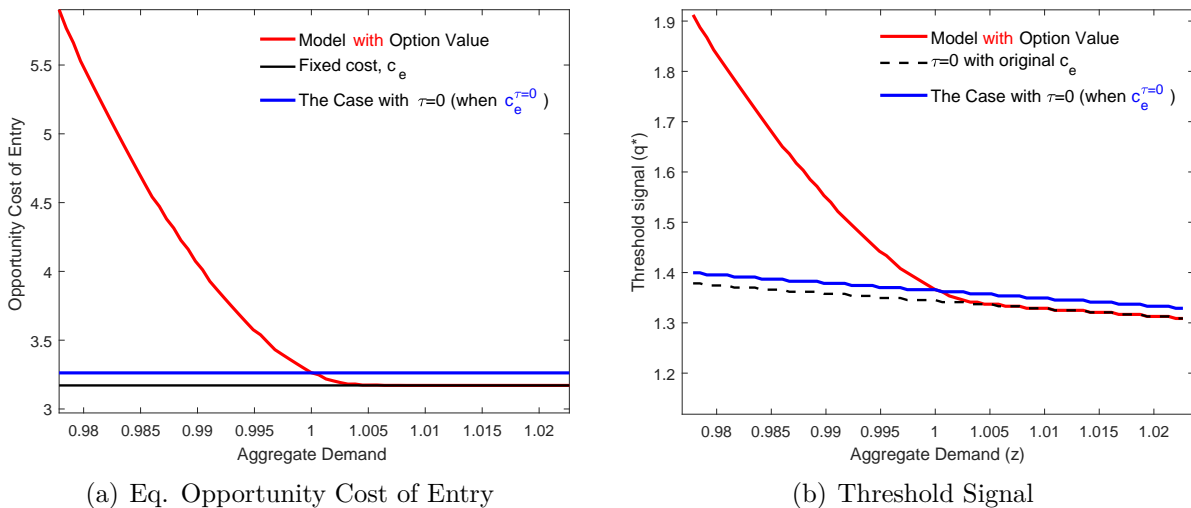 Opportunity Cost of Entry
5.5
5
4.5
4
3.5
3
Model with Option Value
Fixed cost, c_e
The Case with τ=0 (when c_e^{τ=0} )
0.98 0.985 0.99 0.995 1 1.005 1.01 1.015 1.02
Aggregate Demand
(a) Eq. Opportunity Cost of Entry
Threshold signal (q*)
1.9
1.8
1.7
1.6
1.5
1.4
1.3
1.2
Model with Option Value
τ=0 with original c_e
The Case with τ=0 (when c_e^{τ=0} )
0.98 0.985 0.99 0.995 1 1.005 1.01 1.015 1.02
Aggregate Demand (z)
(b) Threshold Signal